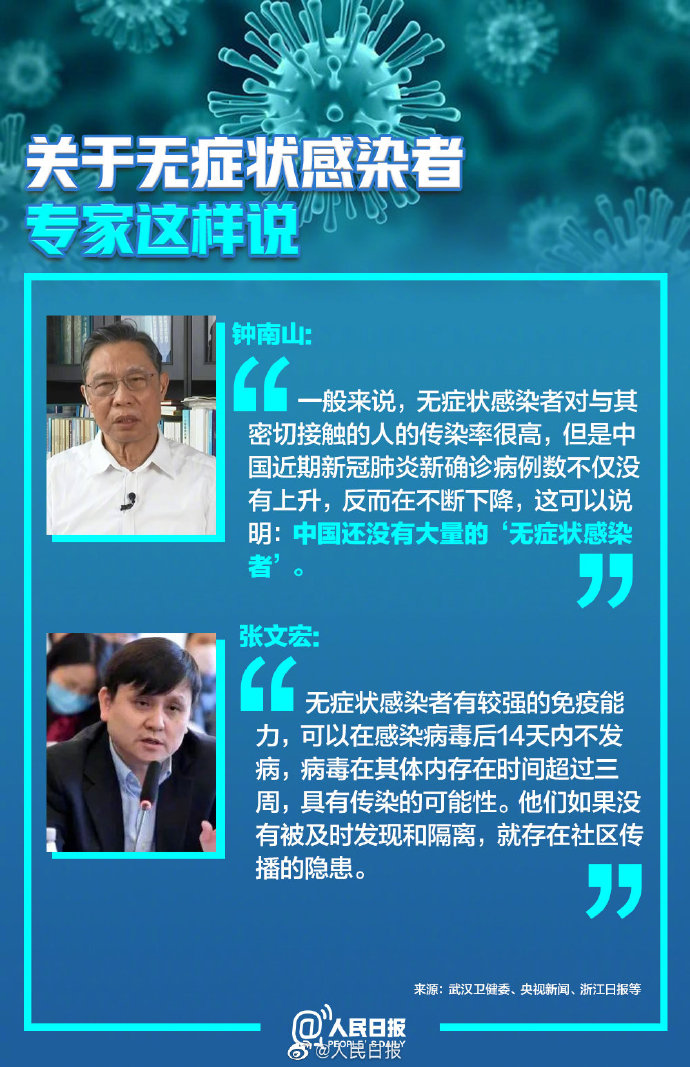 关于无症状感染者
专家这样说
钟南山:
“
一般来说，无症状感染者对与其
密切接触的人的传染率很高，但是中
国近期新冠肺炎新确诊病例数不仅没
有上升，反而在不断下降，这可以说
明：中国还没有大量的‘无症状感染
者’。
”
张文宏:
“
无症状感染者有较强的免疫能
力，可以在感染病毒后14天内不发
病，病毒在其体内存在时间超过三
周，具有传染的可能性。他们如果没
有被及时发现和隔离，就存在社区传
播的隐患。
”
来源：武汉卫健委、央视新闻、浙江日报等
@人民日报
PEOPLE'S DAILY
@人民日报